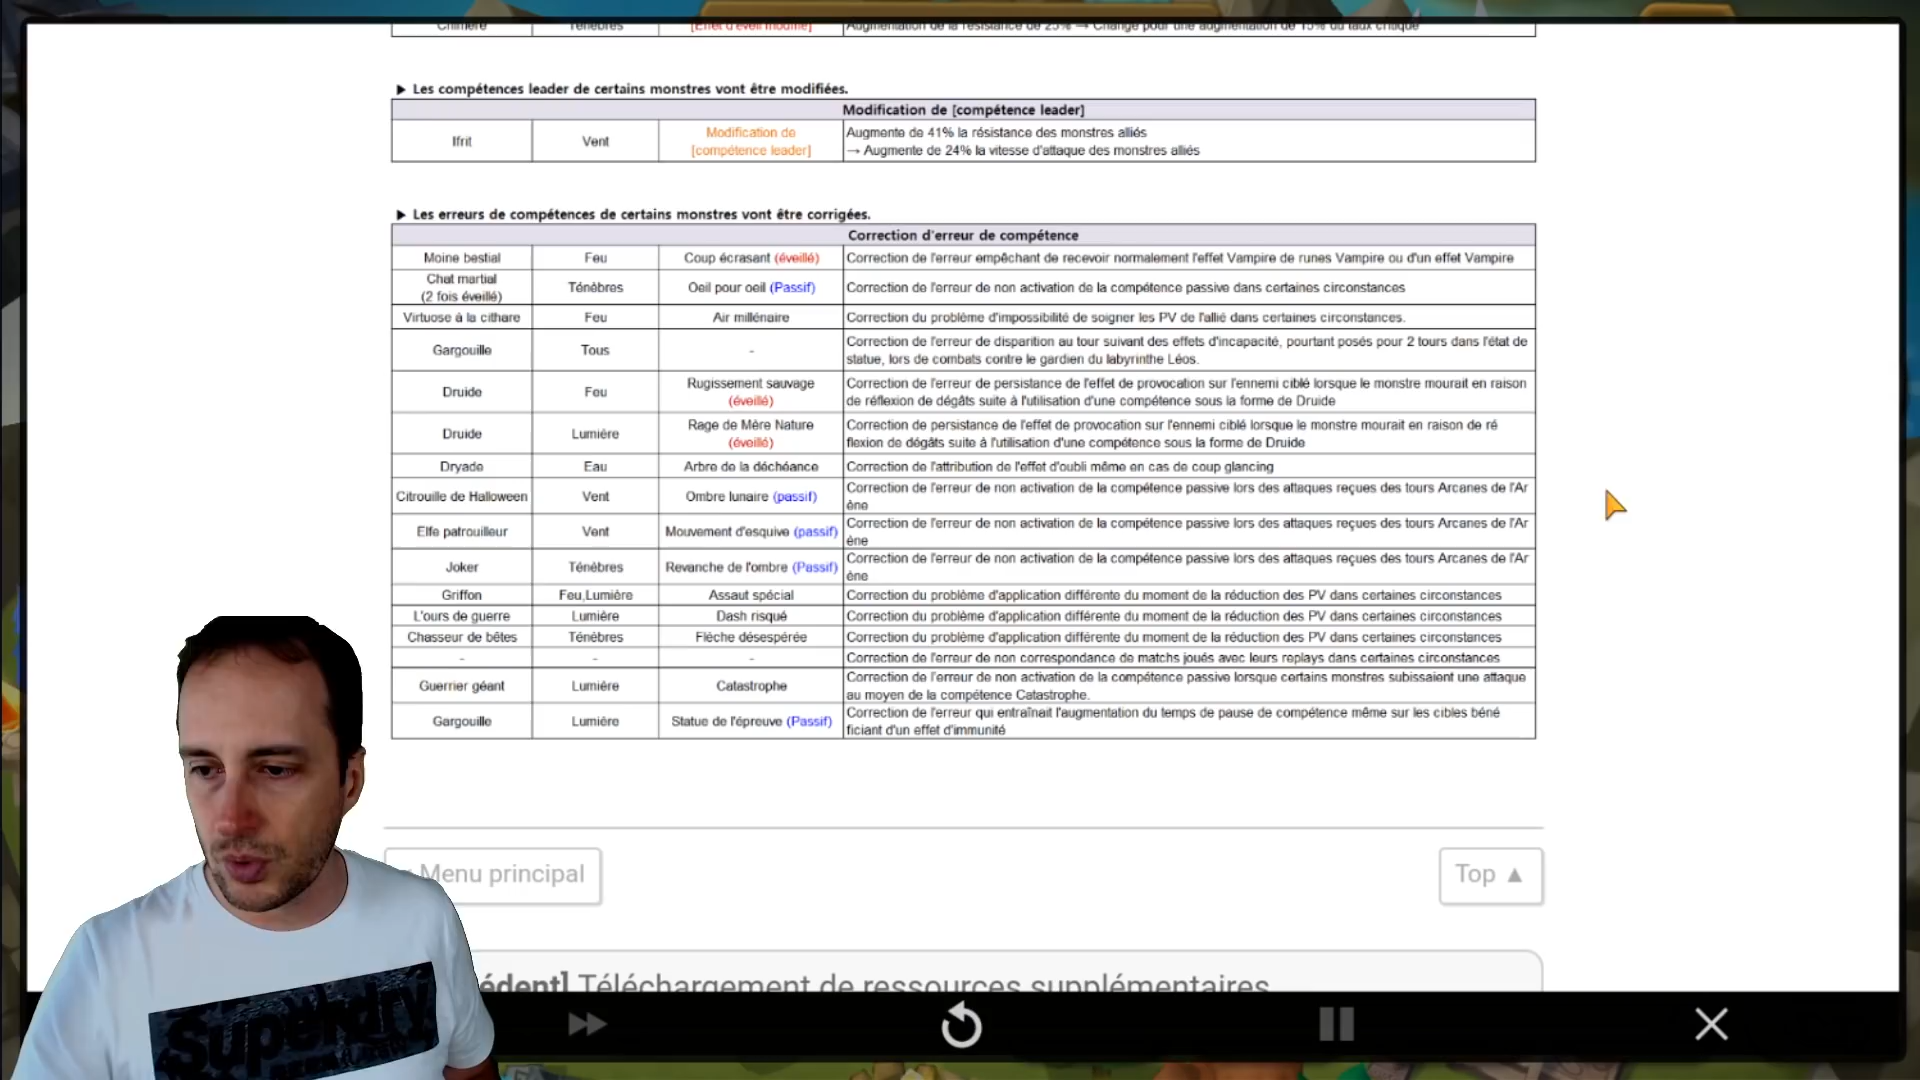 Chimère Ténèbres [Effet d'éveil modifié] Augmentation de la résistance de 25% → Change pour une augmentation de 15% du taux critique
▶ Les compétences leader de certains monstres vont être modifiées.
Modification de [compétence leader]
Ifrit Vent Modification de [compétence leader] Augmente de 41% la résistance des monstres alliés
→ Augmente de 24% la vitesse d'attaque des monstres alliés
▶ Les erreurs de compétences de certains monstres vont être corrigées.
Correction d'erreur de compétence
Moine bestial Feu Coup écrasant (éveillé) Correction de l'erreur empêchant de recevoir normalement l'effet Vampire de runes Vampire ou d'un effet Vampire
Chat martial
(2 fois éveillé) Ténèbres Oeil pour oeil (Passif) Correction de l'erreur de non activation de la compétence passive dans certaines circonstances
Virtuose à la cithare Feu Air millénaire Correction du problème d'impossibilité de soigner les PV de l'allié dans certaines circonstances.
Gargouille Tous - Correction de l'erreur de disparition au tour suivant des effets d'incapacité, pourtant posés pour 2 tours dans l'état de
statue, lors de combats contre le gardien du labyrinthe Léos.
Druide Feu Rugissement sauvage (éveillé) Correction de l'erreur de persistance de l'effet de provocation sur l'ennemi ciblé lorsque le monstre mourait en raison
de réflexion de dégâts suite à l'utilisation d'une compétence sous la forme de Druide
Druide Lumière Rage de Mère Nature (éveillé) Correction de persistance de l'effet de provocation sur l'ennemi ciblé lorsque le monstre mourait en raison de ré
flexion de dégâts suite à l'utilisation d'une compétence sous la forme de Druide
Dryade Eau Arbre de la déchéance Correction de l'attribution de l'effet d'oubli même en cas de coup glancing
Citrouille de Halloween Vent Ombre lunaire (passif) Correction de l'erreur de non activation de la compétence passive lors des attaques reçues des tours Arcanes de l'Ar
ène
Elfe patrouilleur Vent Mouvement d'esquive (passif) Correction de l'erreur de non activation de la compétence passive lors des attaques reçues des tours Arcanes de l'Ar
ène
Joker Ténèbres Revanche de l'ombre (Passif) Correction de l'erreur de non activation de la compétence passive lors des attaques reçues des tours Arcanes de l'Ar
ène
Griffon Feu,Lumière Assaut spécial Correction du problème d'application différente du moment de la réduction des PV dans certaines circonstances
L'ours de guerre Lumière Dash risqué Correction du problème d'application différente du moment de la réduction des PV dans certaines circonstances
Chasseur de bêtes Ténèbres Flèche désespérée Correction du problème d'application différente du moment de la réduction des PV dans certaines circonstances
- - - Correction de l'erreur de non correspondance de matchs joués avec leurs replays dans certaines circonstances
Guerrier géant Lumière Catastrophe Correction de l'erreur de non activation de la compétence passive lorsque certains monstres subissaient une attaque
au moyen de la compétence Catastrophe.
Gargouille Lumière Statue de l'épreuve (Passif) Correction de l'erreur qui entraînait l'augmentation du temps de pause de compétence même sur les cibles béné
ficiant d'un effet d'immunité
Menu principal
Top ▲
édent] Téléchargement de ressources supplémentaires
Superdry